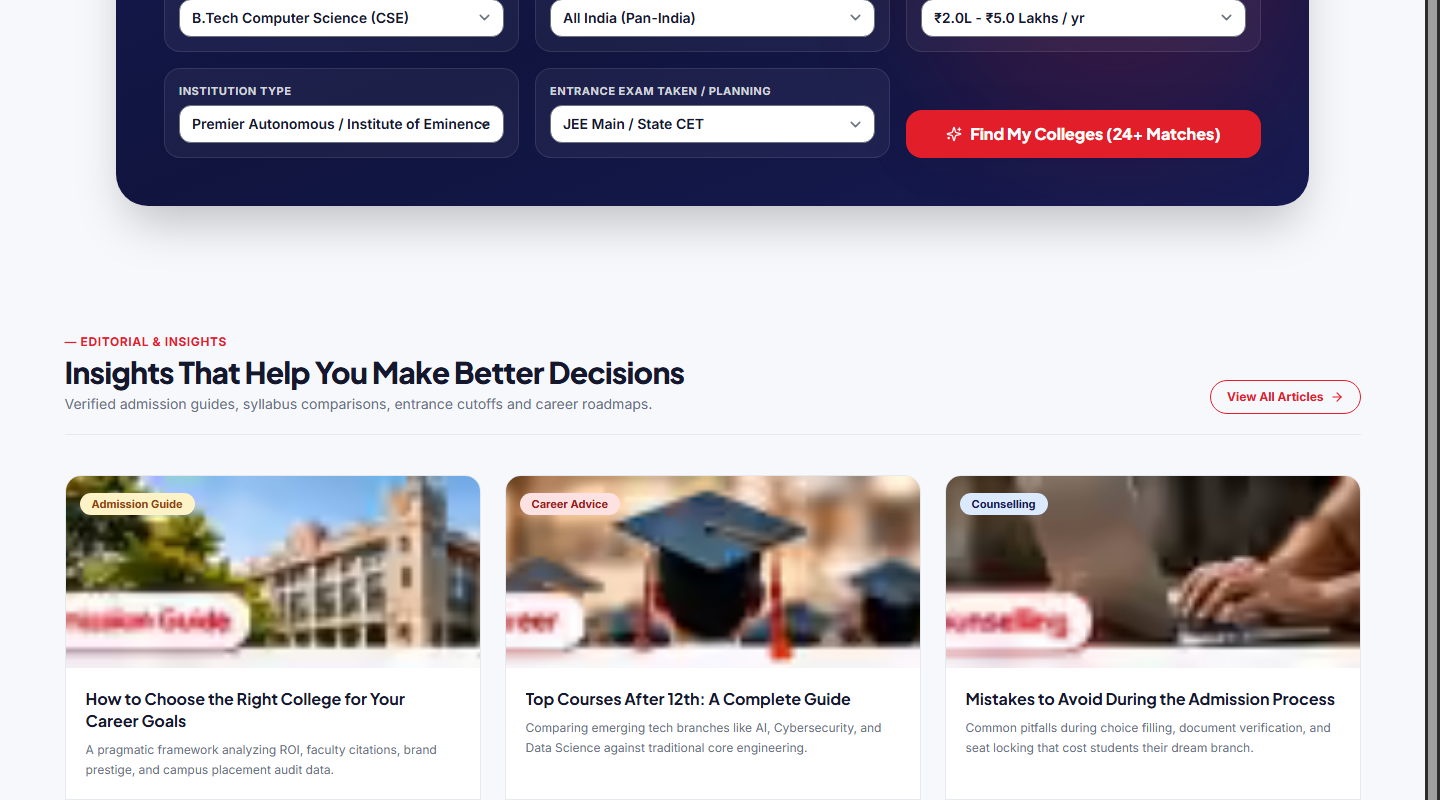 B.Tech Computer Science (CSE)
All India (Pan-India)
₹2.0L - ₹5.0 Lakhs / yr
INSTITUTION TYPE
ENTRANCE EXAM TAKEN / PLANNING
Premier Autonomous / Institute of Eminence
JEE Main / State CET
Find My Colleges (24+ Matches)
— EDITORIAL & INSIGHTS
Insights That Help You Make Better Decisions
Verified admission guides, syllabus comparisons, entrance cutoffs and career roadmaps.
View All Articles
Admission Guide
mission Guide
How to Choose the Right College for Your
Career Goals
A pragmatic framework analyzing ROI, faculty citations, brand
prestige, and campus placement audit data.
Career Advice
reer
Top Courses After 12th: A Complete Guide
Comparing emerging tech branches like AI, Cybersecurity, and
Data Science against traditional core engineering.
Counselling
unselling
Mistakes to Avoid During the Admission Process
Common pitfalls during choice filling, document verification, and
seat locking that cost students their dream branch.